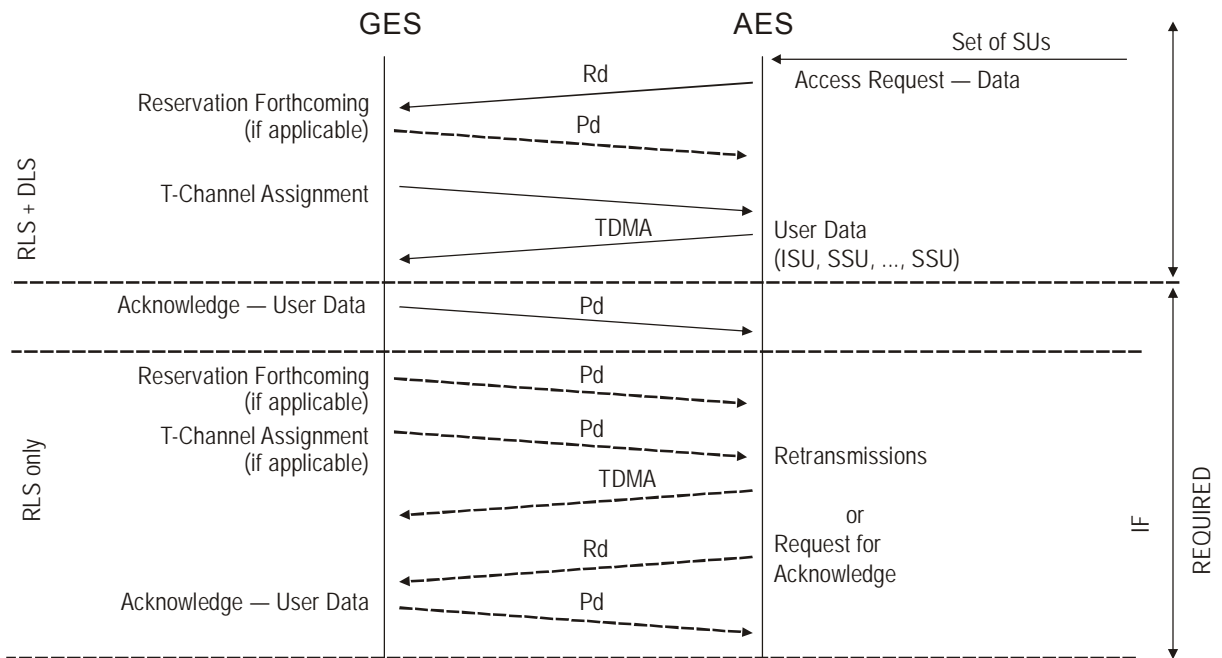 GES
AES
Set of SUs
Rd
Access Request — Data
Reservation Forthcoming
(if applicable)
Pd
RLS + DLS
T-Channel Assignment
TDMA
User Data
(ISU, SSU, ..., SSU)
Acknowledge — User Data
Pd
Reservation Forthcoming
(if applicable)
Pd
T-Channel Assignment
(if applicable)
Pd
RLS only
Retransmissions
TDMA
or
Request for
Acknowledge
Rd
IF
REQUIRED
Acknowledge — User Data
Pd